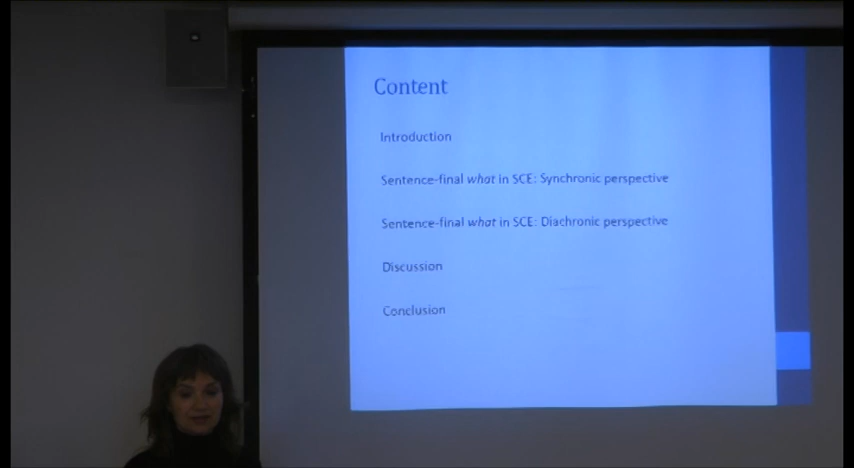 Content
Introduction
Sentence-final what in SCE: Synchronic perspective
Sentence-final what in SCE: Diachronic perspective
Discussion
Conclusion